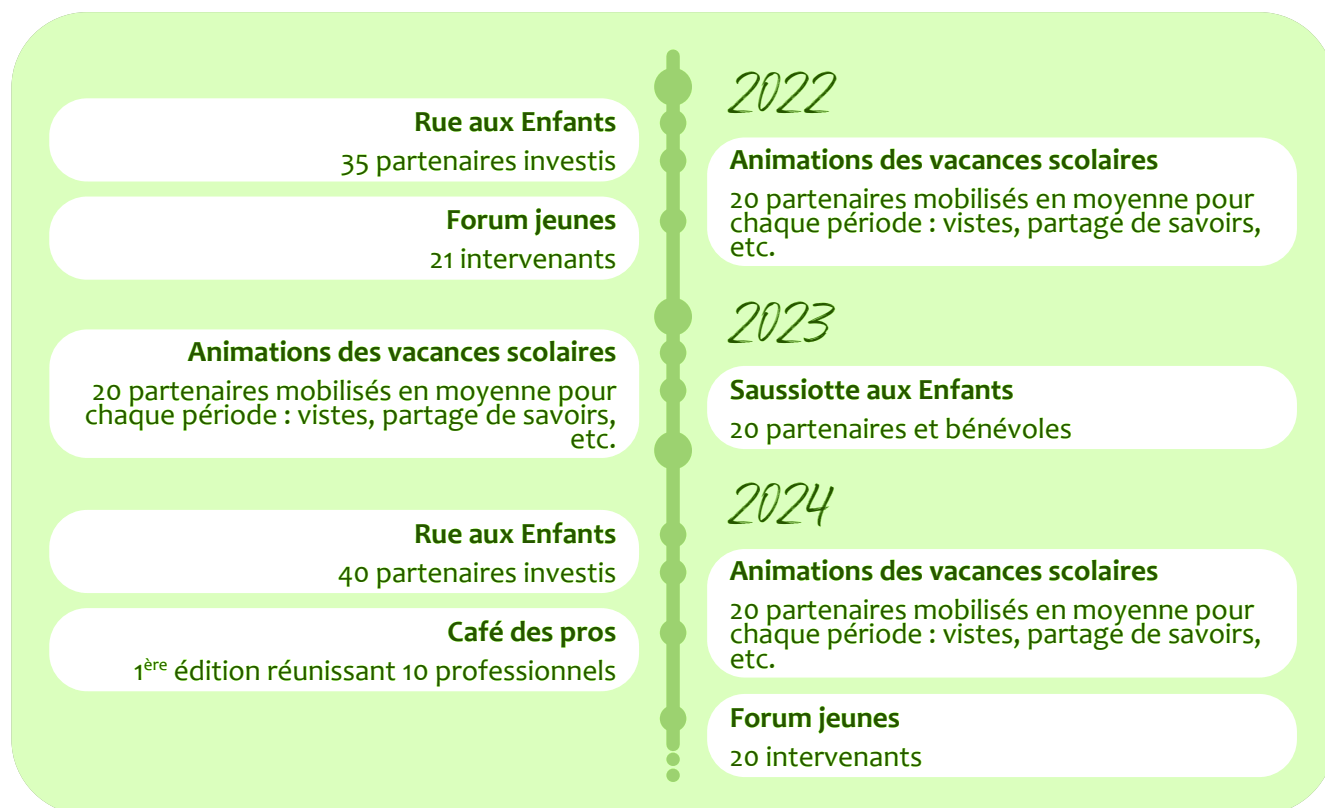 2022
Rue aux Enfants
35 partenaires investis
Animations des vacances scolaires
20 partenaires mobilisés en moyenne pour
chaque période : vistes, partage de savoirs,
etc.
Forum jeunes
21 intervenants
2023
Animations des vacances scolaires
20 partenaires mobilisés en moyenne pour
chaque période : vistes, partage de savoirs,
etc.
Saussiotte aux Enfants
20 partenaires et bénévoles
2024
Rue aux Enfants
40 partenaires investis
Animations des vacances scolaires
20 partenaires mobilisés en moyenne pour
chaque période : vistes, partage de savoirs,
etc.
Café des pros
1ère édition réunissant 10 professionnels
Forum jeunes
20 intervenants